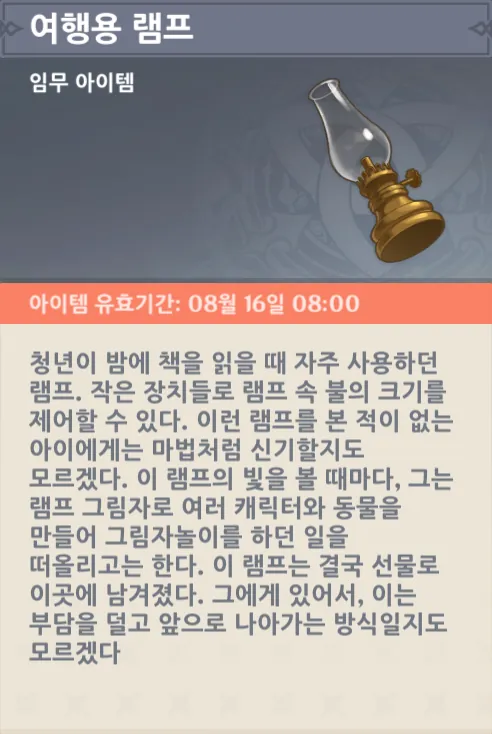 여행용 램프
임무 아이템
아이템 유효기간: 08월 16일 08:00
청년이 밤에 책을 읽을 때 자주 사용하던
램프. 작은 장치들로 램프 속 불의 크기를
제어할 수 있다. 이런 램프를 본 적이 없는
아이에게는 마법처럼 신기할지도
모르겠다. 이 램프의 빛을 볼 때마다, 그는
램프 그림자로 여러 캐릭터와 동물을
만들어 그림자놀이를 하던 일을
떠올리고는 한다. 이 램프는 결국 선물로
이곳에 남겨졌다. 그에게 있어서, 이는
부담을 덜고 앞으로 나아가는 방식일지도
모르겠다